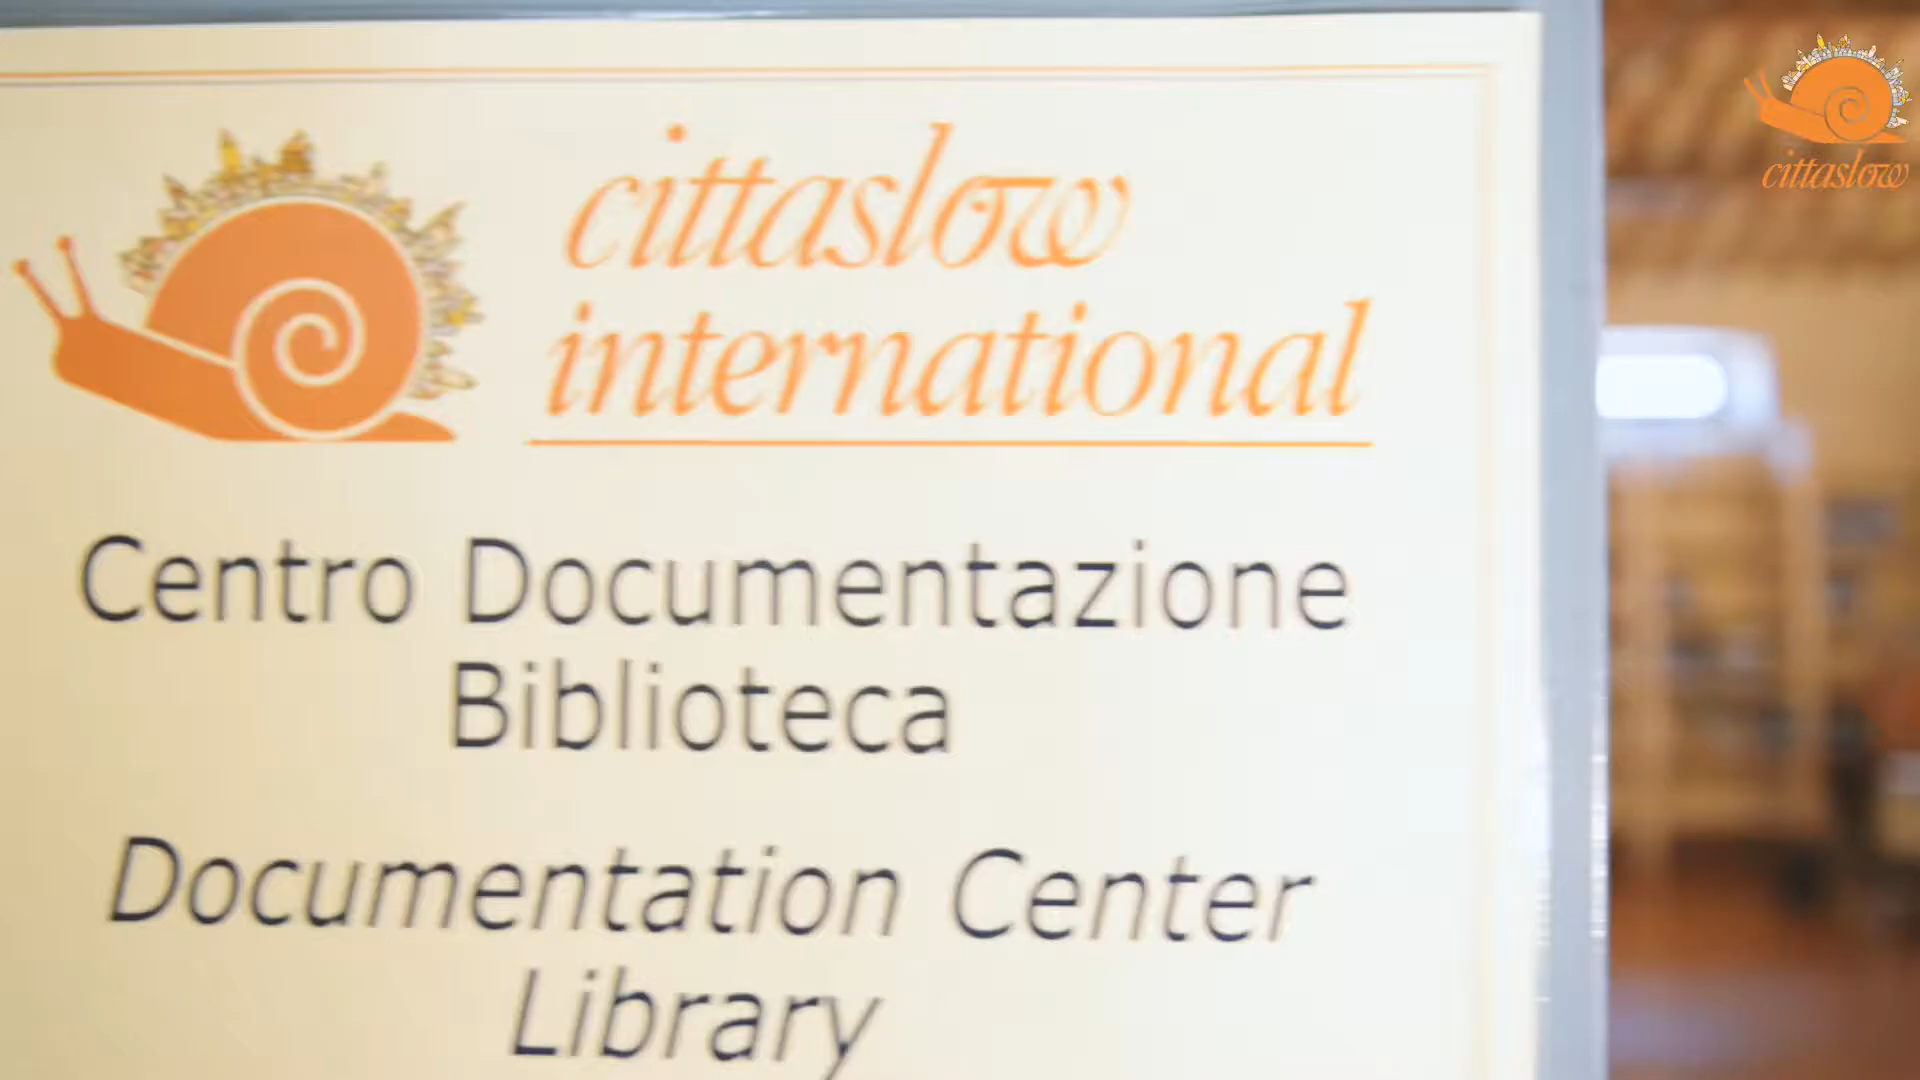 cittaslow
international
Centro Documentazione
Biblioteca
Documentation Center
Library
cittaslow